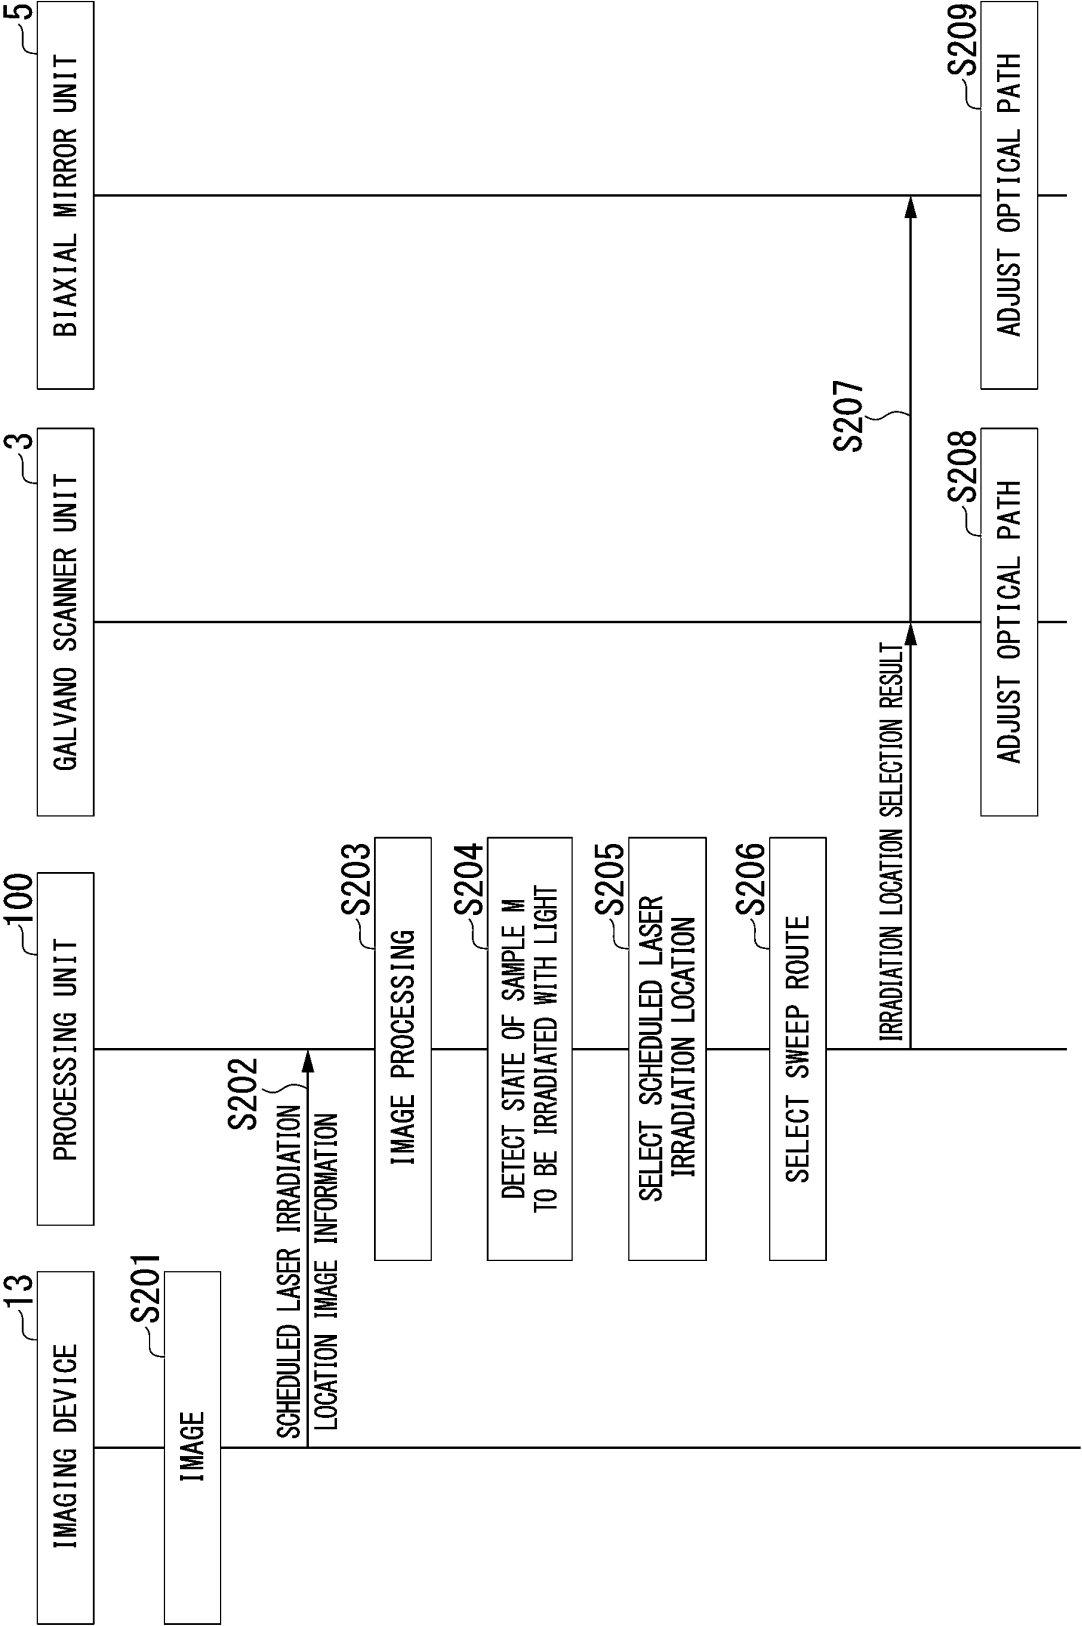 13
IMAGING DEVICE
100
PROCESSING UNIT
3
GALVANO SCANNER UNIT
5
BIAXIAL MIRROR UNIT
S201
IMAGE
S202
SCHEDULED LASER IRRADIATION
LOCATION IMAGE INFORMATION
S203
IMAGE PROCESSING
S204
DETECT STATE OF SAMPLE M
TO BE IRRADIATED WITH LIGHT
S205
SELECT SCHEDULED LASER
IRRADIATION LOCATION
S206
SELECT SWEEP ROUTE
S207
IRRADIATION LOCATION SELECTION RESULT
S208
ADJUST OPTICAL PATH
S209
ADJUST OPTICAL PATH